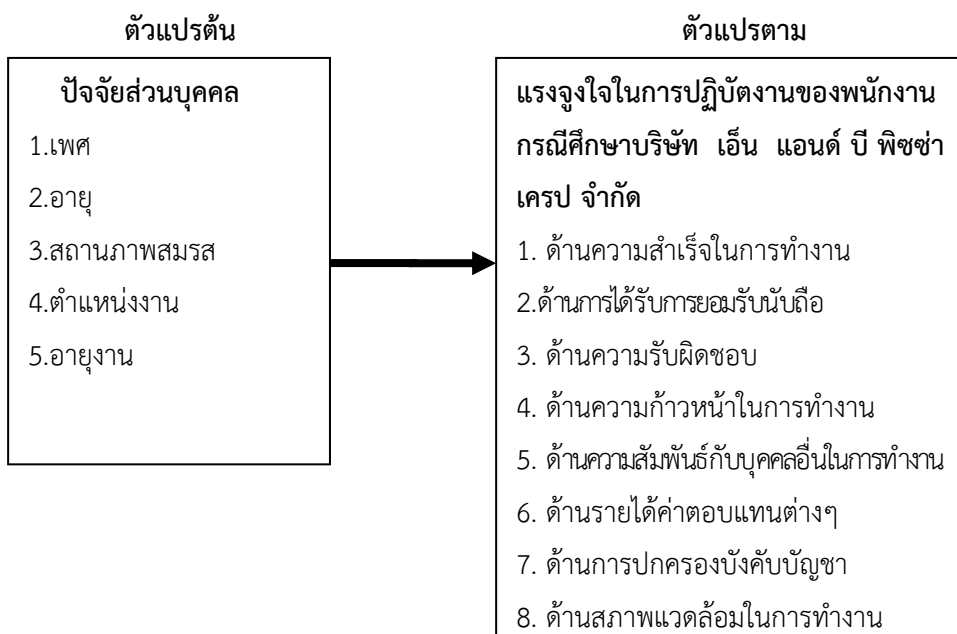 ตัวแปรต้น
ปัจจัยส่วนบุคคล
1.เพศ
2.อายุ
3.สถานภาพสมรส
4.ตำแหน่งงาน
5.อายุงาน
ตัวแปรตาม
แรงจูงใจในการปฏิบัตงานของพนักงาน
กรณีศึกษาบริษัท เอ็น แอนด์ บี พิซซ่า
เครป จำกัด
1. ด้านความสำเร็จในการทำงาน
2.ด้านการได้รับการยอมรับนับถือ
3. ด้านความรับผิดชอบ
4. ด้านความก้าวหน้าในการทำงาน
5. ด้านความสัมพันธ์กับบุคคลอื่นในการทำงาน
6. ด้านรายได้ค่าตอบแทนต่างๆ
7. ด้านการปกครองบังคับบัญชา
8. ด้านสภาพแวดล้อมในการทำงาน